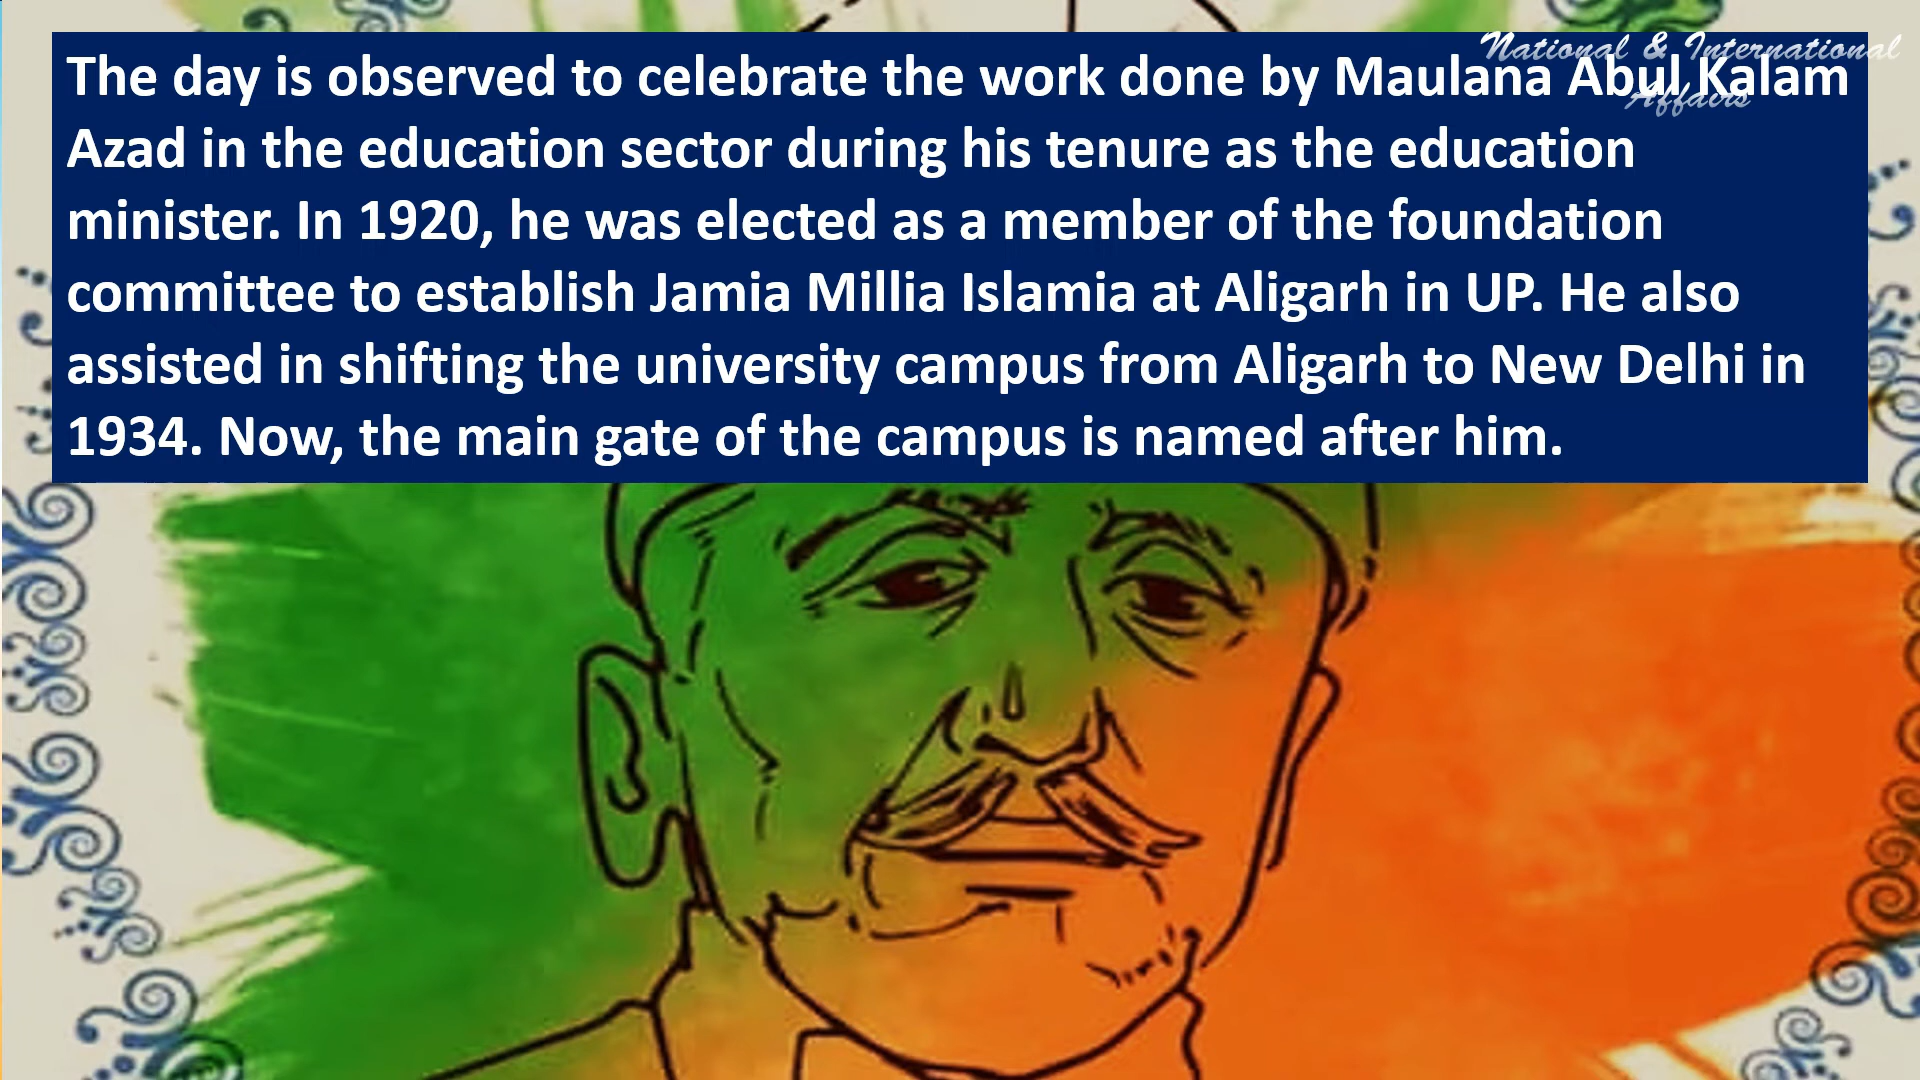 National & International
Affairs
The day is observed to celebrate the work done by Maulana Abul Kalam
Azad in the education sector during his tenure as the education
minister. In 1920, he was elected as a member of the foundation
committee to establish Jamia Millia Islamia at Aligarh in UP. He also
assisted in shifting the university campus from Aligarh to New Delhi in
1934. Now, the main gate of the campus is named after him.